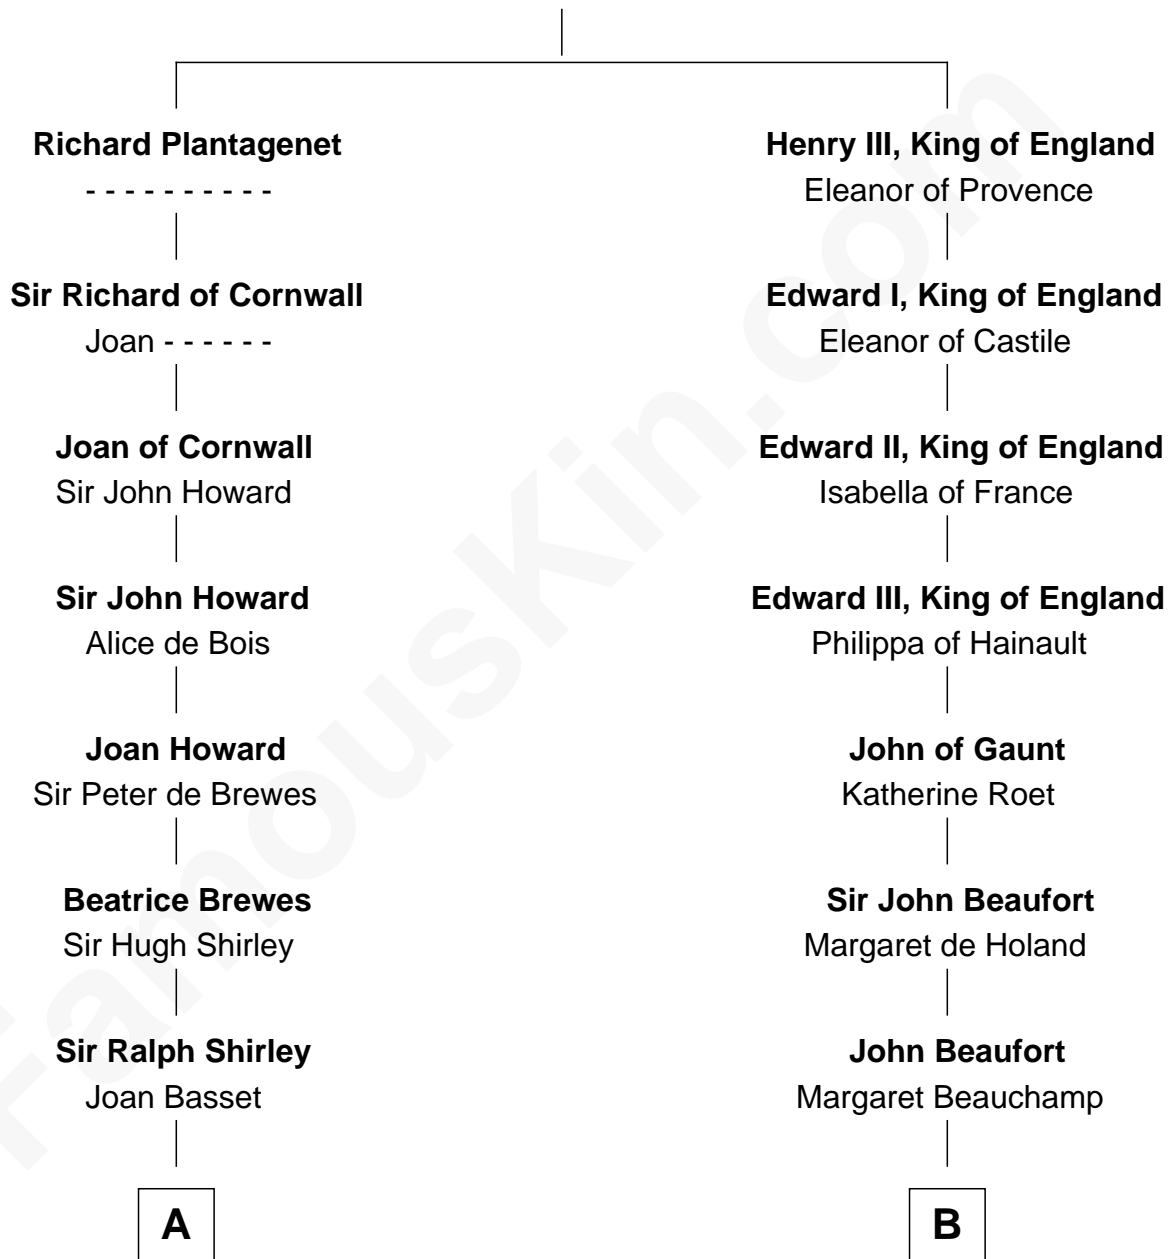 Richard Plantagenet
- - - - - - - - - -
Sir Richard of Cornwall
Joan - - - - - -
Joan of Cornwall
Sir John Howard
Sir John Howard
Alice de Bois
Joan Howard
Sir Peter de Brewes
Beatrice Brewes
Sir Hugh Shirley
Sir Ralph Shirley
Joan Basset
A
Henry III, King of England
Eleanor of Provence
Edward I, King of England
Eleanor of Castile
Edward II, King of England
Isabella of France
Edward III, King of England
Philippa of Hainault
John of Gaunt
Katherine Roet
Sir John Beaufort
Margaret de Holand
John Beaufort
Margaret Beauchamp
B
FamousKin.com